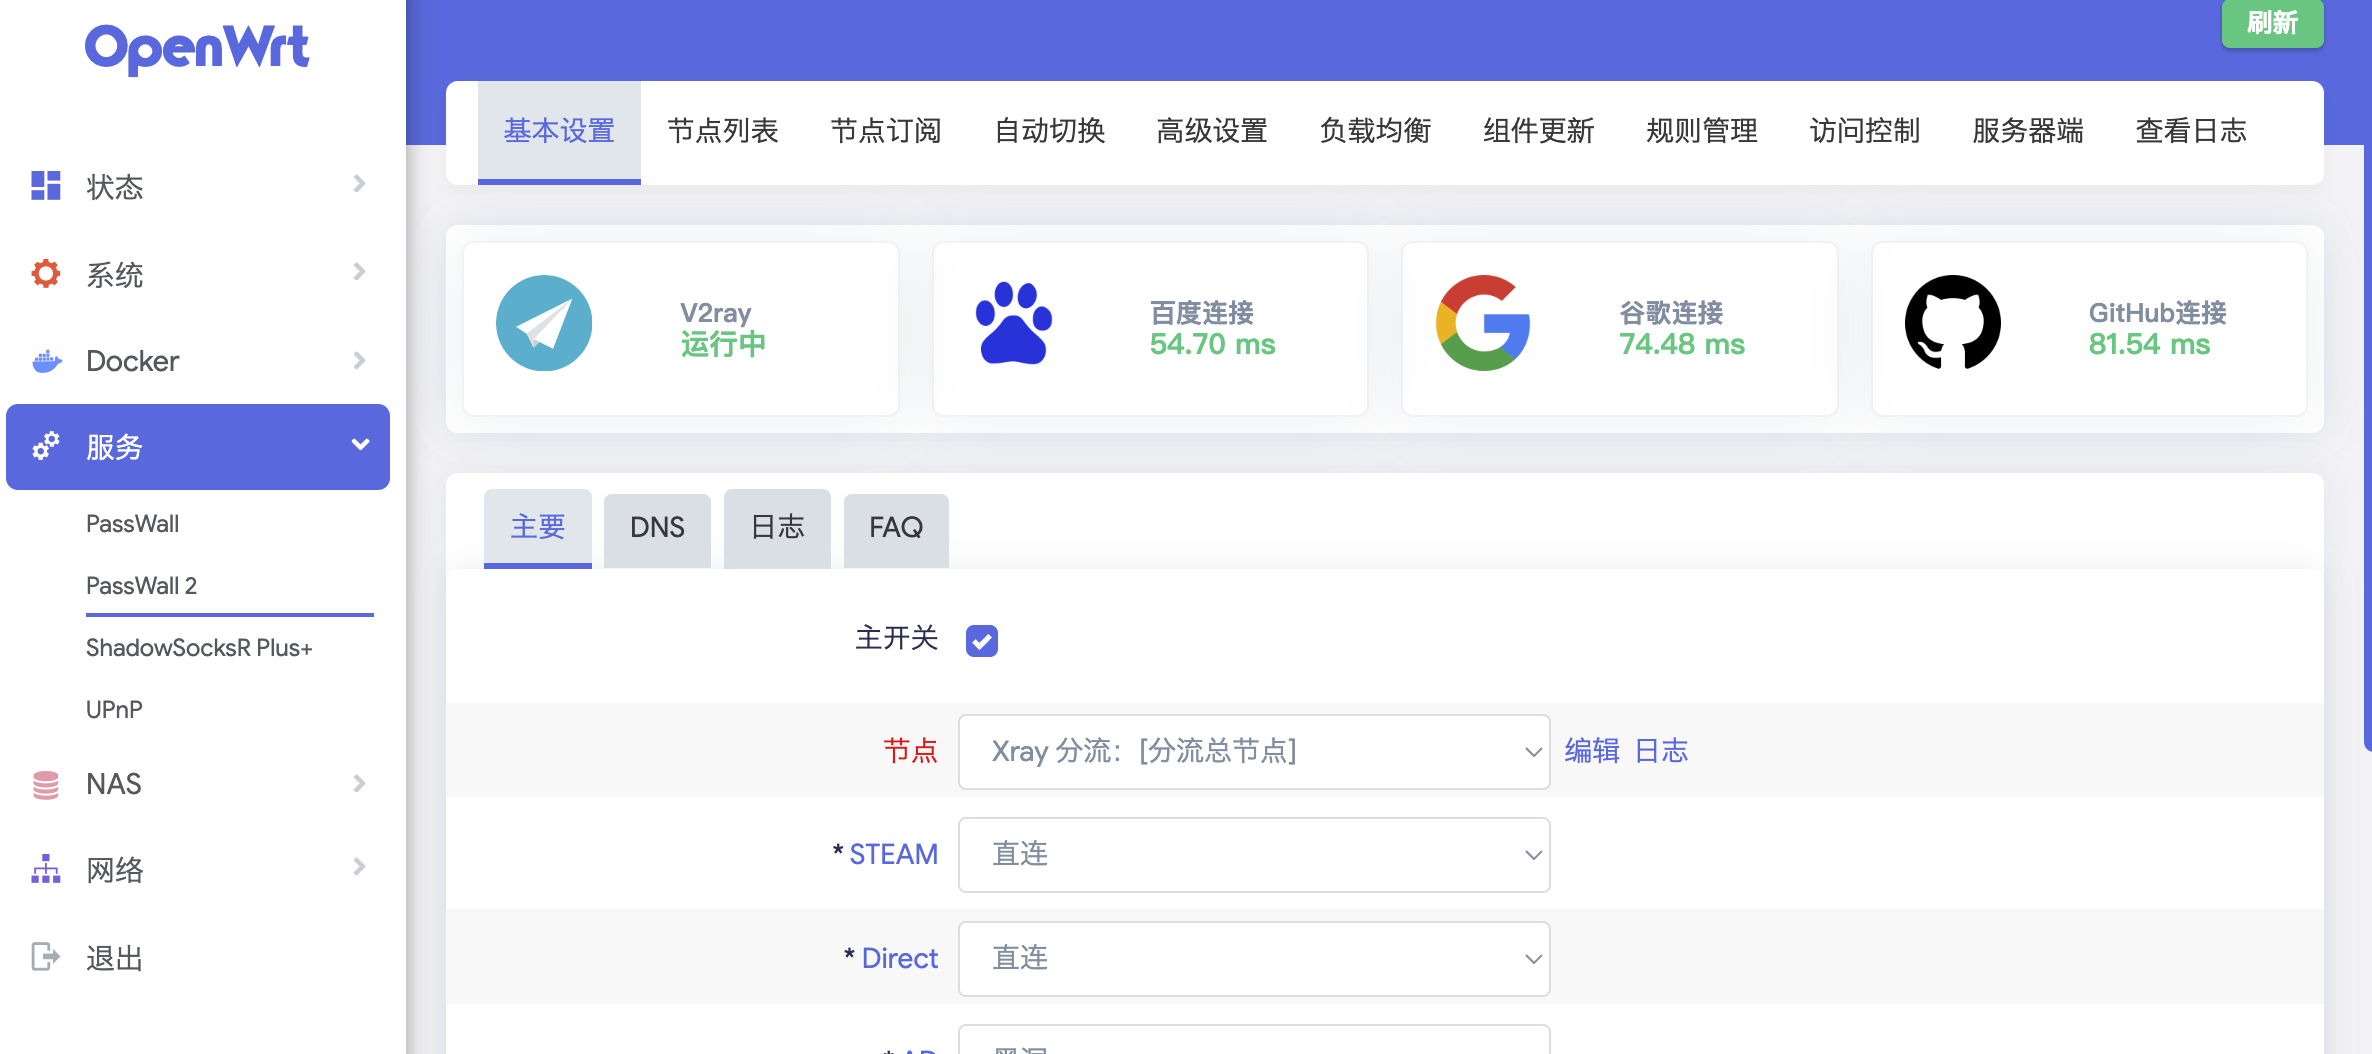 OpenWrt
刷新
状态
系统
Docker
服务
PassWall
PassWall 2
ShadowSocksR Plus+
UPnP
NAS
网络
退出
基本设置 节点列表 节点订阅 自动切换 高级设置 负载均衡 组件更新 规则管理 访问控制 服务器端 查看日志
V2ray
运行中
百度连接
54.70 ms
谷歌连接
74.48 ms
GitHub连接
81.54 ms
主要 DNS 日志 FAQ
主开关
节点 Xray 分流：[分流总节点] 编辑 日志
* STEAM 直连
* Direct 直连